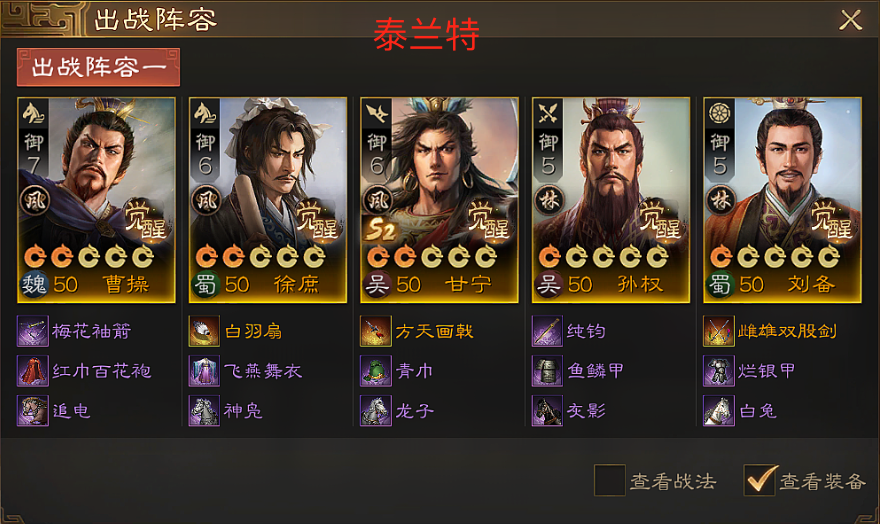 出战阵容
泰兰特
出战阵容一
御 御 御 御 御
7 6 6 5 5
风 风 风 林 林
S2
觉醒 觉醒 觉醒 觉醒 觉醒
魏 50 曹操 蜀 50 徐庶 吴 50 甘宁 吴 50 孙权 蜀 50 刘备
梅花袖箭 白羽扇 方天画戟 纯钧 雌雄双股剑
红巾百花袍 飞燕舞衣 青巾 鱼鳞甲 烂银甲
追电 神凫 龙子 灰影 白兔
查看战法 查看装备